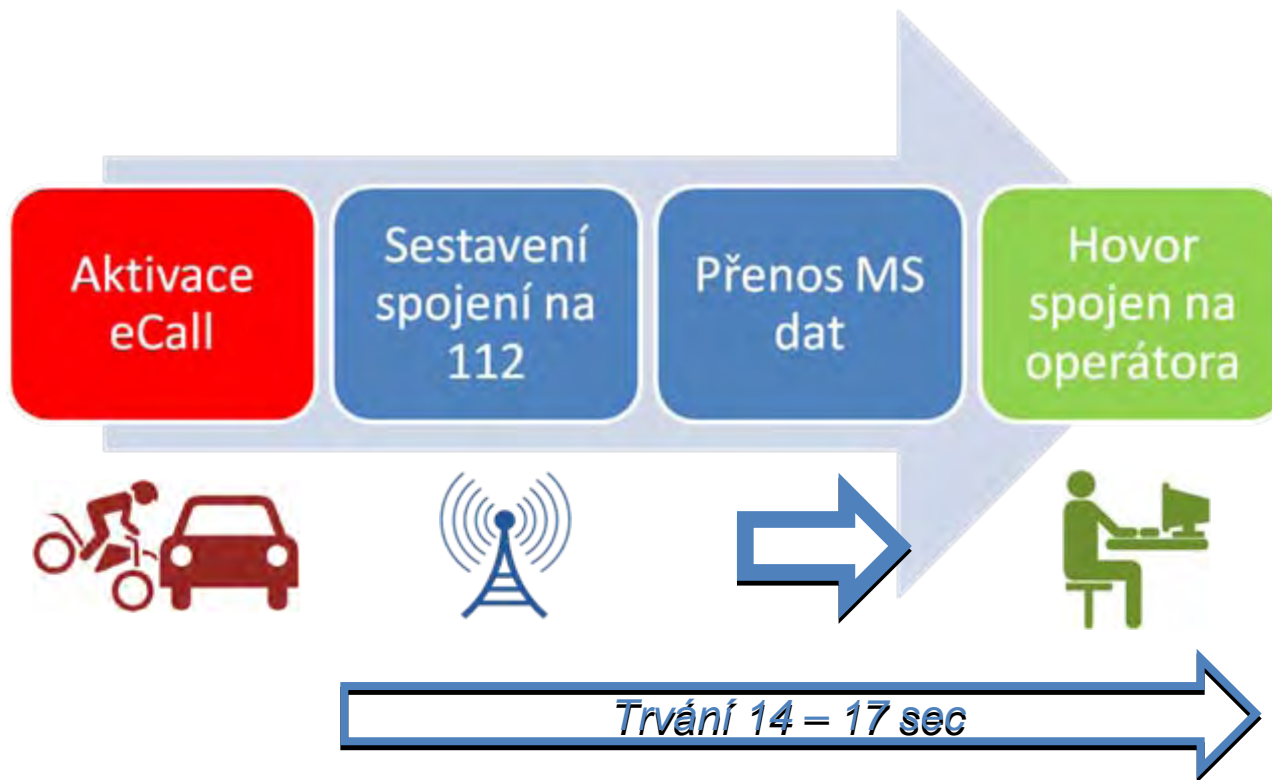 Aktivace
eCall
Sestavení
spojení na
112
Přenos MS
dat
Hovor
spojen na
operátora
Trvání 14 – 17 sec